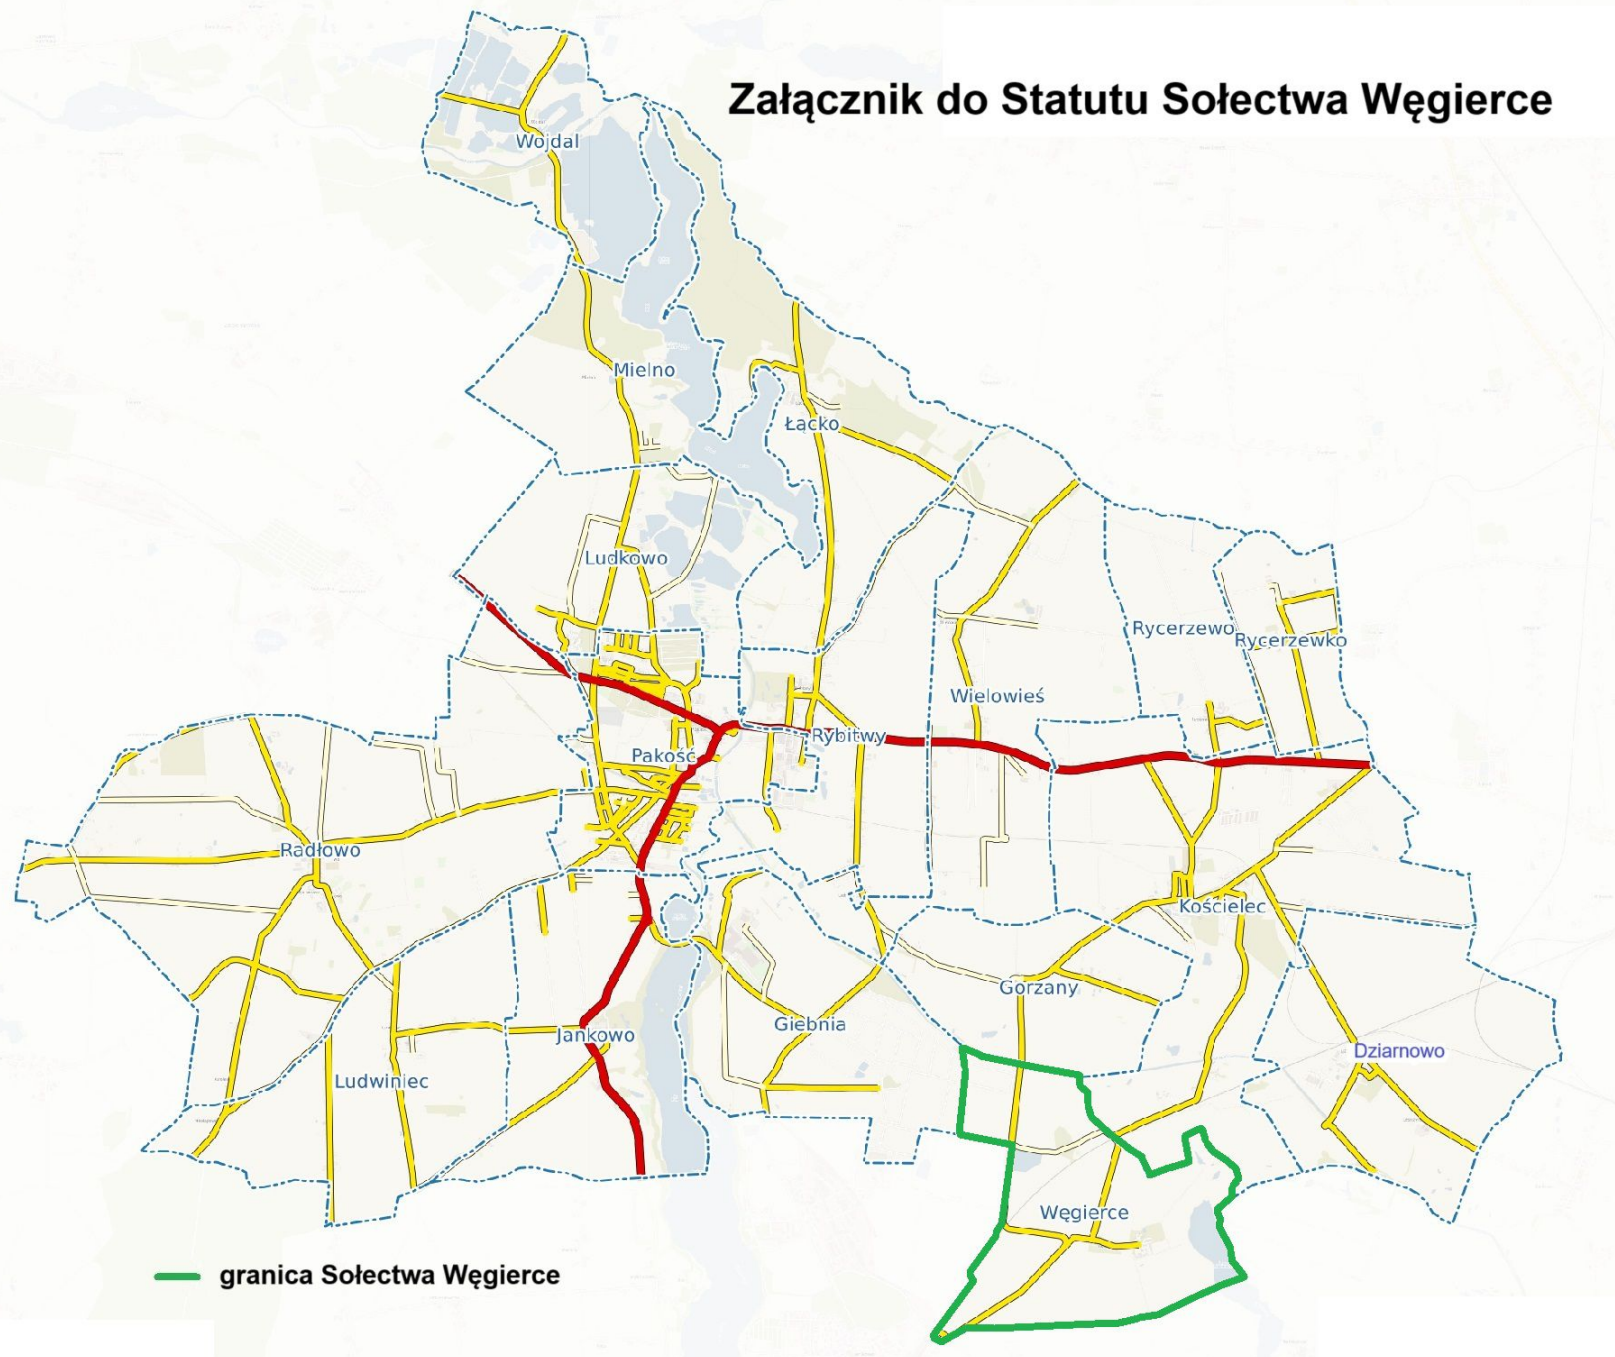 Załącznik do Statutu Sołectwa Węgierce
Wojdal
Mielno
Łącko
Ludkowo
Rycerzewo
Rycerzewko
Wielowieś
Rybitwy
Pakość
Radłowo
Kościelec
Gorzany
Giebnia
Jankowo
Dziarnowo
Ludwiniec
Węgierce
granica Sołectwa Węgierce